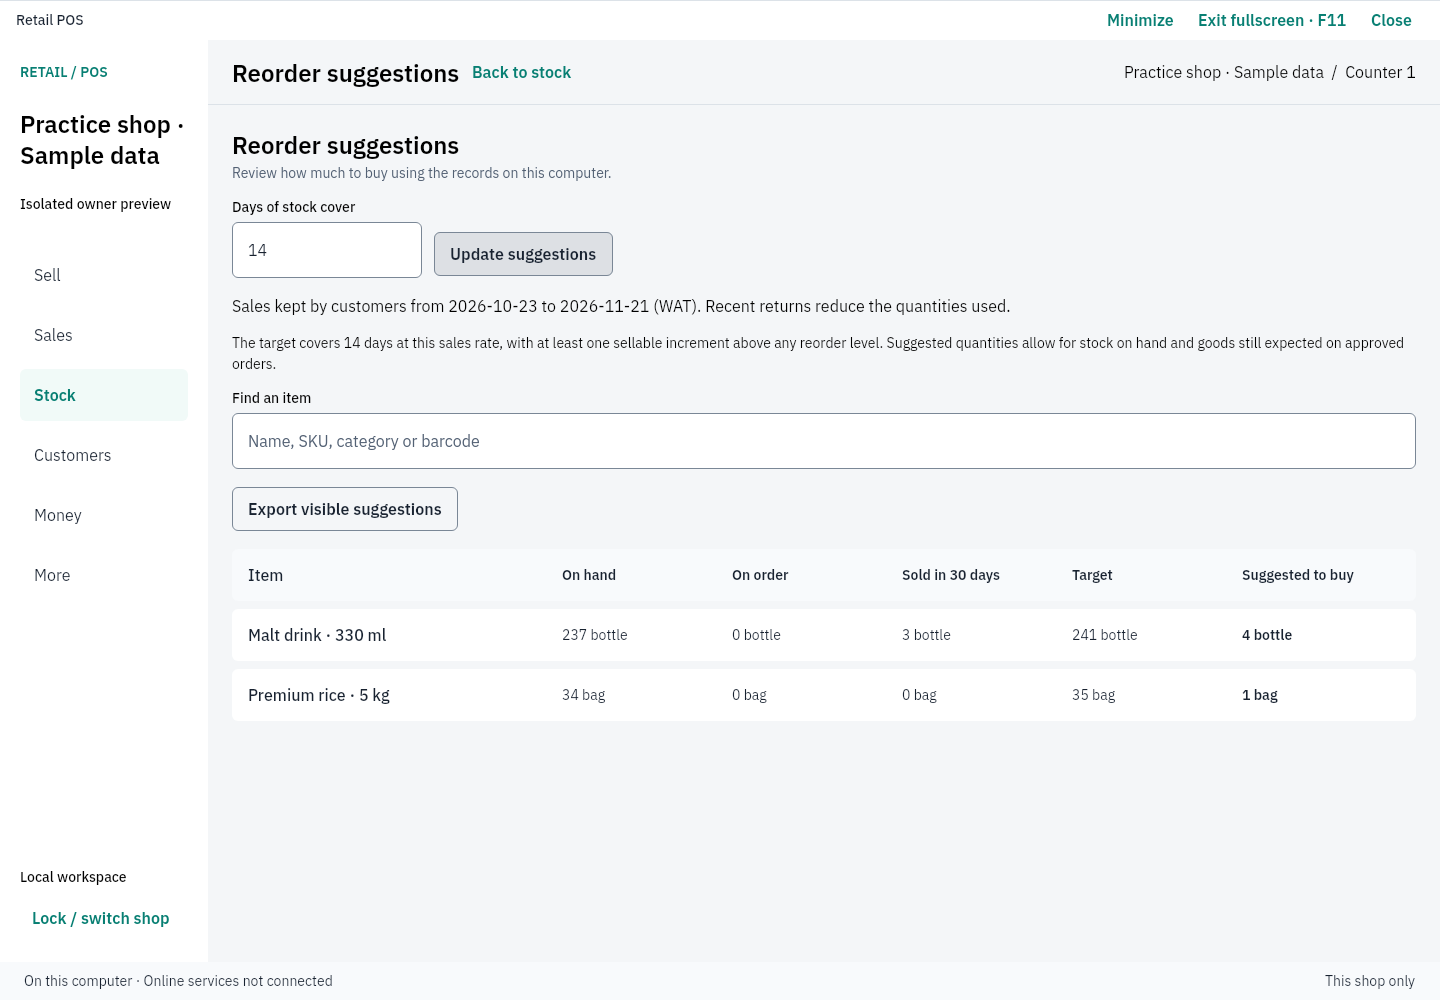 Retail POS
Minimize
Exit fullscreen · F11
Close
RETAIL / POS
Practice shop ·
Sample data
Isolated owner preview
Sell
Sales
Stock
Customers
Money
More
Local workspace
Lock / switch shop
Reorder suggestions
Back to stock
Practice shop · Sample data / Counter 1
Reorder suggestions
Review how much to buy using the records on this computer.
Days of stock cover
14
Update suggestions
Sales kept by customers from 2026-10-23 to 2026-11-21 (WAT). Recent returns reduce the quantities used.
The target covers 14 days at this sales rate, with at least one sellable increment above any reorder level. Suggested quantities allow for stock on hand and goods still expected on approved
orders.
Find an item
Name, SKU, category or barcode
Export visible suggestions
Item On hand On order Sold in 30 days Target Suggested to buy
Malt drink · 330 ml 237 bottle 0 bottle 3 bottle 241 bottle 4 bottle
Premium rice · 5 kg 34 bag 0 bag 0 bag 35 bag 1 bag
On this computer · Online services not connected
This shop only